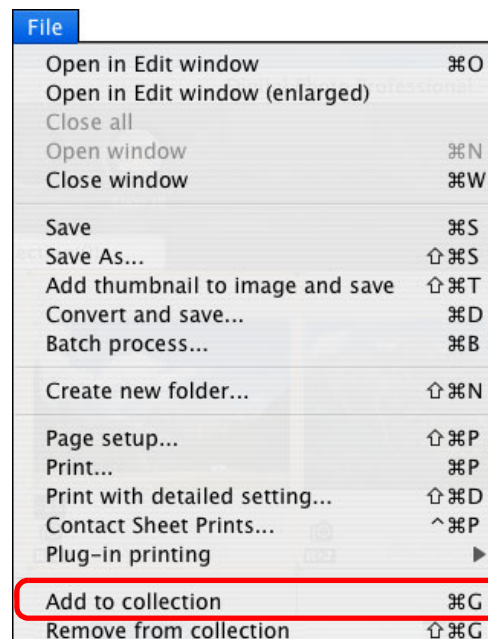 File
Open in Edit window ⌘O
Open in Edit window (enlarged)
Close all
Open window ⌘N
Close window ⌘W
Save ⌘S
Save As... ⇧⌘S
Add thumbnail to image and save ⇧⌘T
Convert and save... ⌘D
Batch process... ⌘B
Create new folder... ⇧⌘N
Page setup... ⇧⌘P
Print... ⌘P
Print with detailed setting... ⇧⌘D
Contact Sheet Prints... ^⌘P
Plug-in printing ▶
Add to collection ⌘G
Remove from collection ⇧⌘G